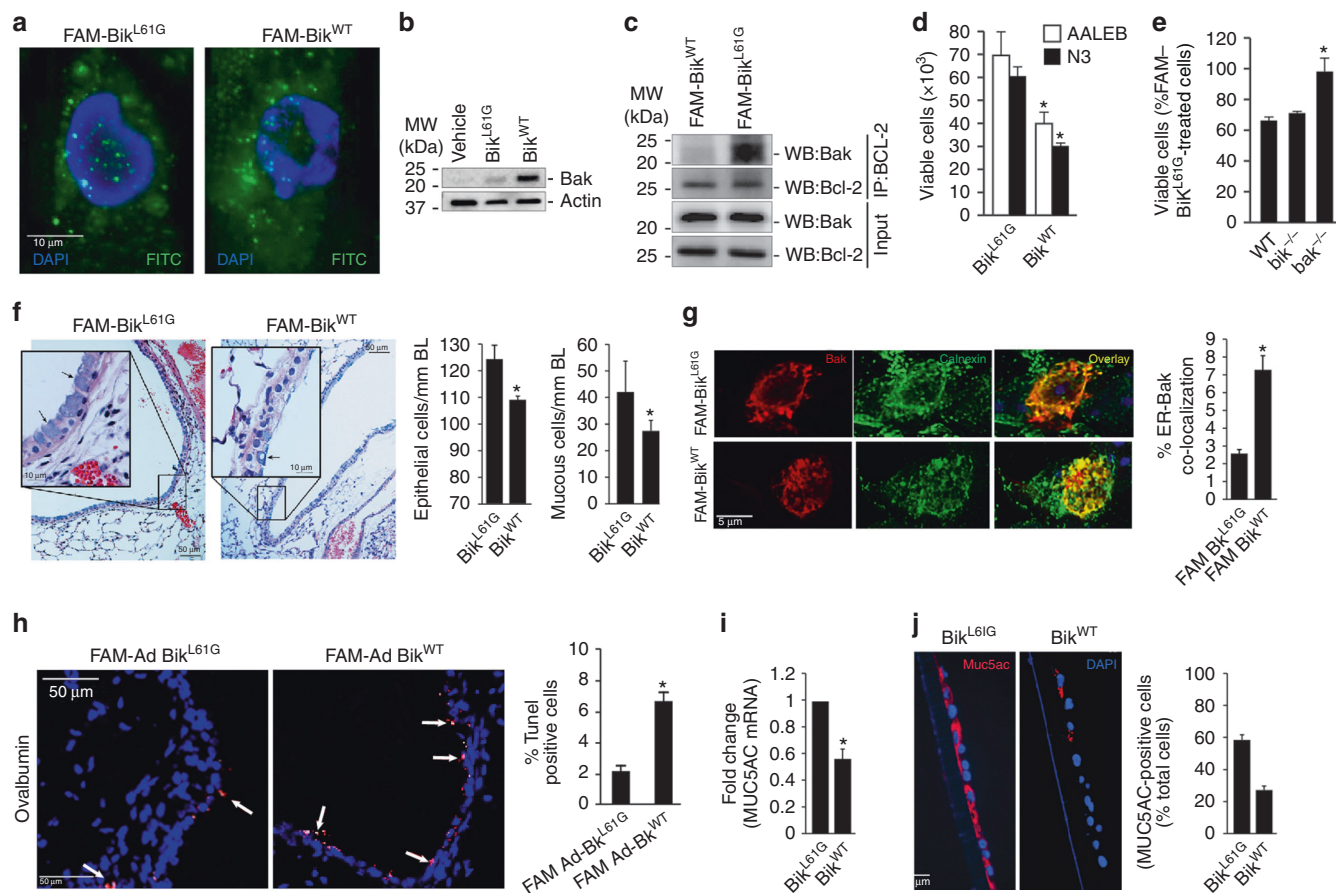 a
FAM-Bik^L61G
FAM-Bik^WT
10 μm
DAPI
FITC
DAPI
FITC
b
MW
(kDa)
Vehicle
Bik^L61G
Bik^WT
25
20
37
Bak
Actin
c
MW
(kDa)
FAM-Bik^WT
FAM-Bik^L61G
25
20
WB:Bak
25
WB:Bcl-2
IP:BCL-2
20
WB:Bak
25
WB:Bcl-2
Input
d
Viable cells (×10^3)
80
70
60
50
40
30
20
10
0
AALEB
N3
*
*
Bik^L61G
Bik^WT
e
Viable cells (%FAM–
BiK^L61G-treated cells)
120
100
80
60
40
20
0
*
WT
bik^−/−
bak^−/−
f
FAM-Bik^L61G
FAM-Bik^WT
10 μm
50 μm
50 μm
10 μm
Epithelial cells/mm BL
130
120
110
100
90
80
70
*
Bik^L61G
Bik^WT
Mucous cells/mm BL
60
50
40
30
20
10
0
*
Bik^L61G
Bik^WT
g
FAM-Bik^L61G
Bak
Calnexin
Overlay
FAM-Bik^WT
5 μm
% ER-Bak
co-localization
9
8
7
6
5
4
3
2
1
0
*
FAM Bk^L61G
FAM Bik^WT
h
FAM-Ad Bik^L61G
FAM-Ad Bik^WT
Ovalbumin
50 μm
50 μm
% Tunel
positive cells
10
8
6
4
2
0
*
FAM Ad-Bk^L61G
FAM Ad-Bk^WT
i
Fold change
(MUC5AC mRNA)
1.2
1
0.8
0.6
0.4
0.2
0
*
Bik^L61G
Bik^WT
j
Bik^L6IG
Bik^WT
Muc5ac
DAPI
μm
(MUC5AC-positive cells
(% total cells)
100
80
60
40
20
0
Bik^L61G
Bik^WT